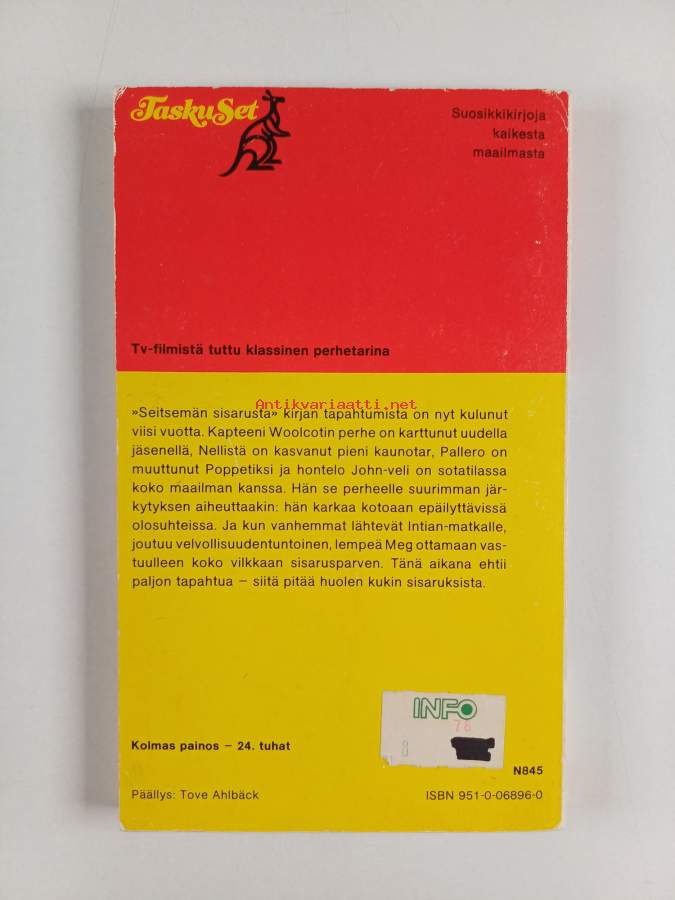 TaskuSet
Suosikkikirjoja
kaikesta
maailmasta
Tv-filmistä tuttu klassinen perhetarina
Antikvariaatti.net
»Seitsemän sisarusta» kirjan tapahtumista on nyt kulunut
viisi vuotta. Kapteeni Woolcotin perhe on karttunut uudella
jäsenellä, Nellistä on kasvanut pieni kaunotar, Pallero on
muuttunut Poppetiksi ja hontelo John-veli on sotatilassa
koko maailman kanssa. Hän se perheelle suurimman jär-
kytyksen aiheuttaakin: hän karkaa kotoaan epäilyttävissä
olosuhteissa. Ja kun vanhemmat lähtevät Intian-matkalle,
joutuu velvollisuudentuntoinen, lempeä Meg ottamaan vas-
tuulleen koko vilkkaan sisarusparven. Tänä aikana ehtii
paljon tapahtua – siitä pitää huolen kukin sisaruksista.
INFO
78
8
Kolmas painos – 24. tuhat
N845
Päällys: Tove Ahlbäck
ISBN 951-0-06896-0